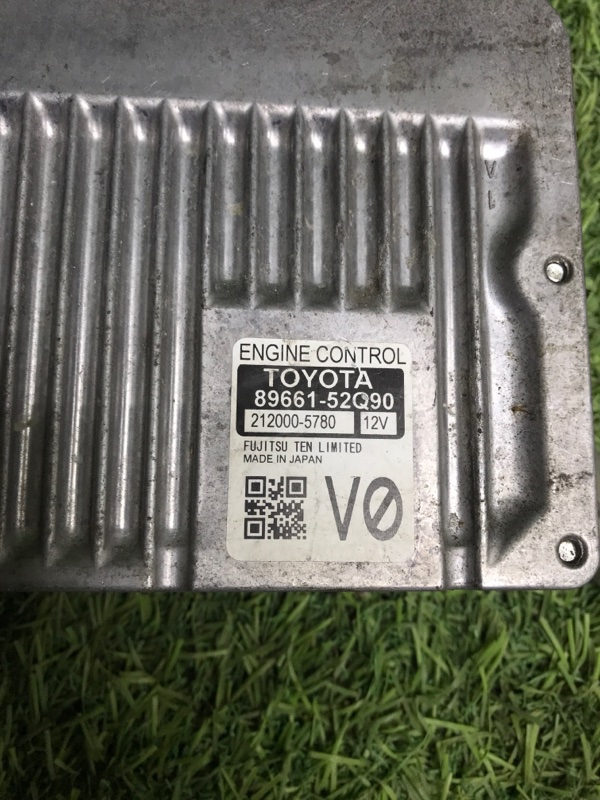 V
L
ENGINE CONTROL
TOYOTA
89661-52Q90
212000-5780 12V
FUJITSU TEN LIMITED
MADE IN JAPAN
V0